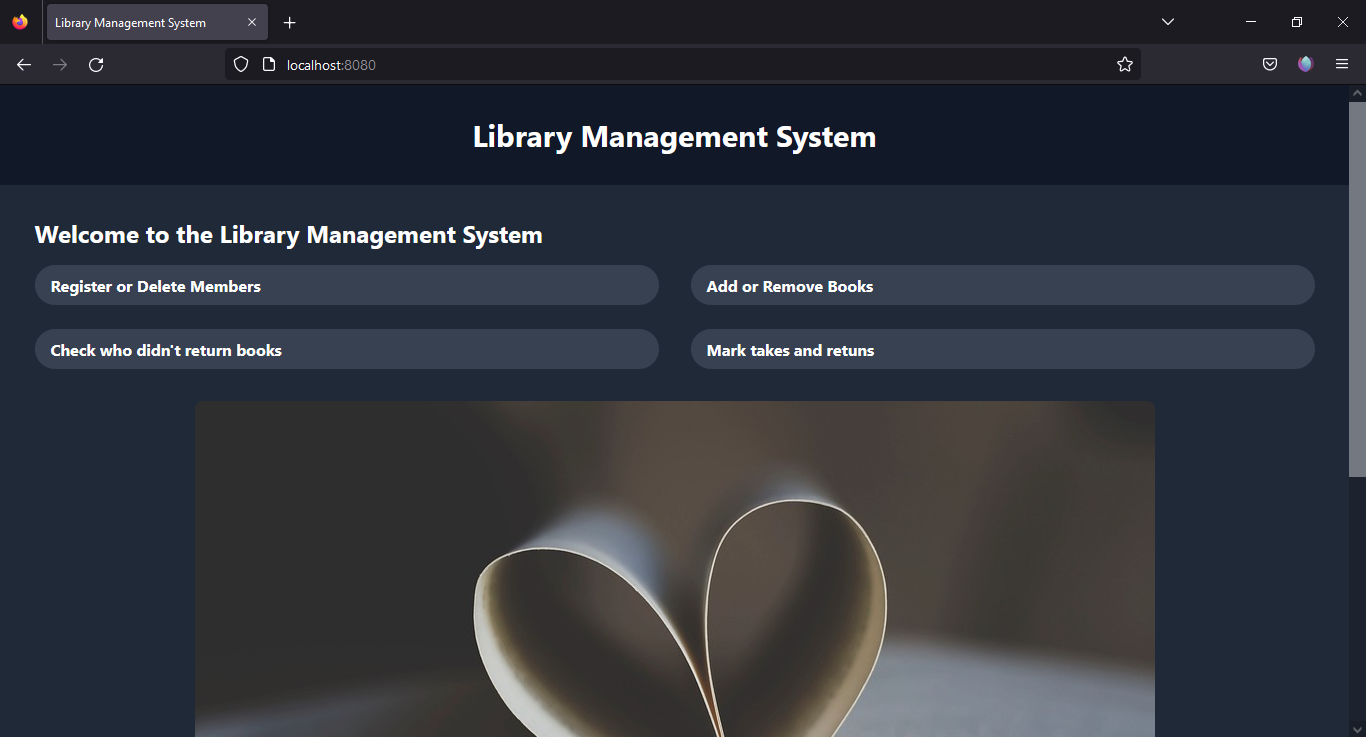 Library Management System
localhost:8080
Library Management System
Welcome to the Library Management System
Register or Delete Members
Add or Remove Books
Check who didn't return books
Mark takes and retuns